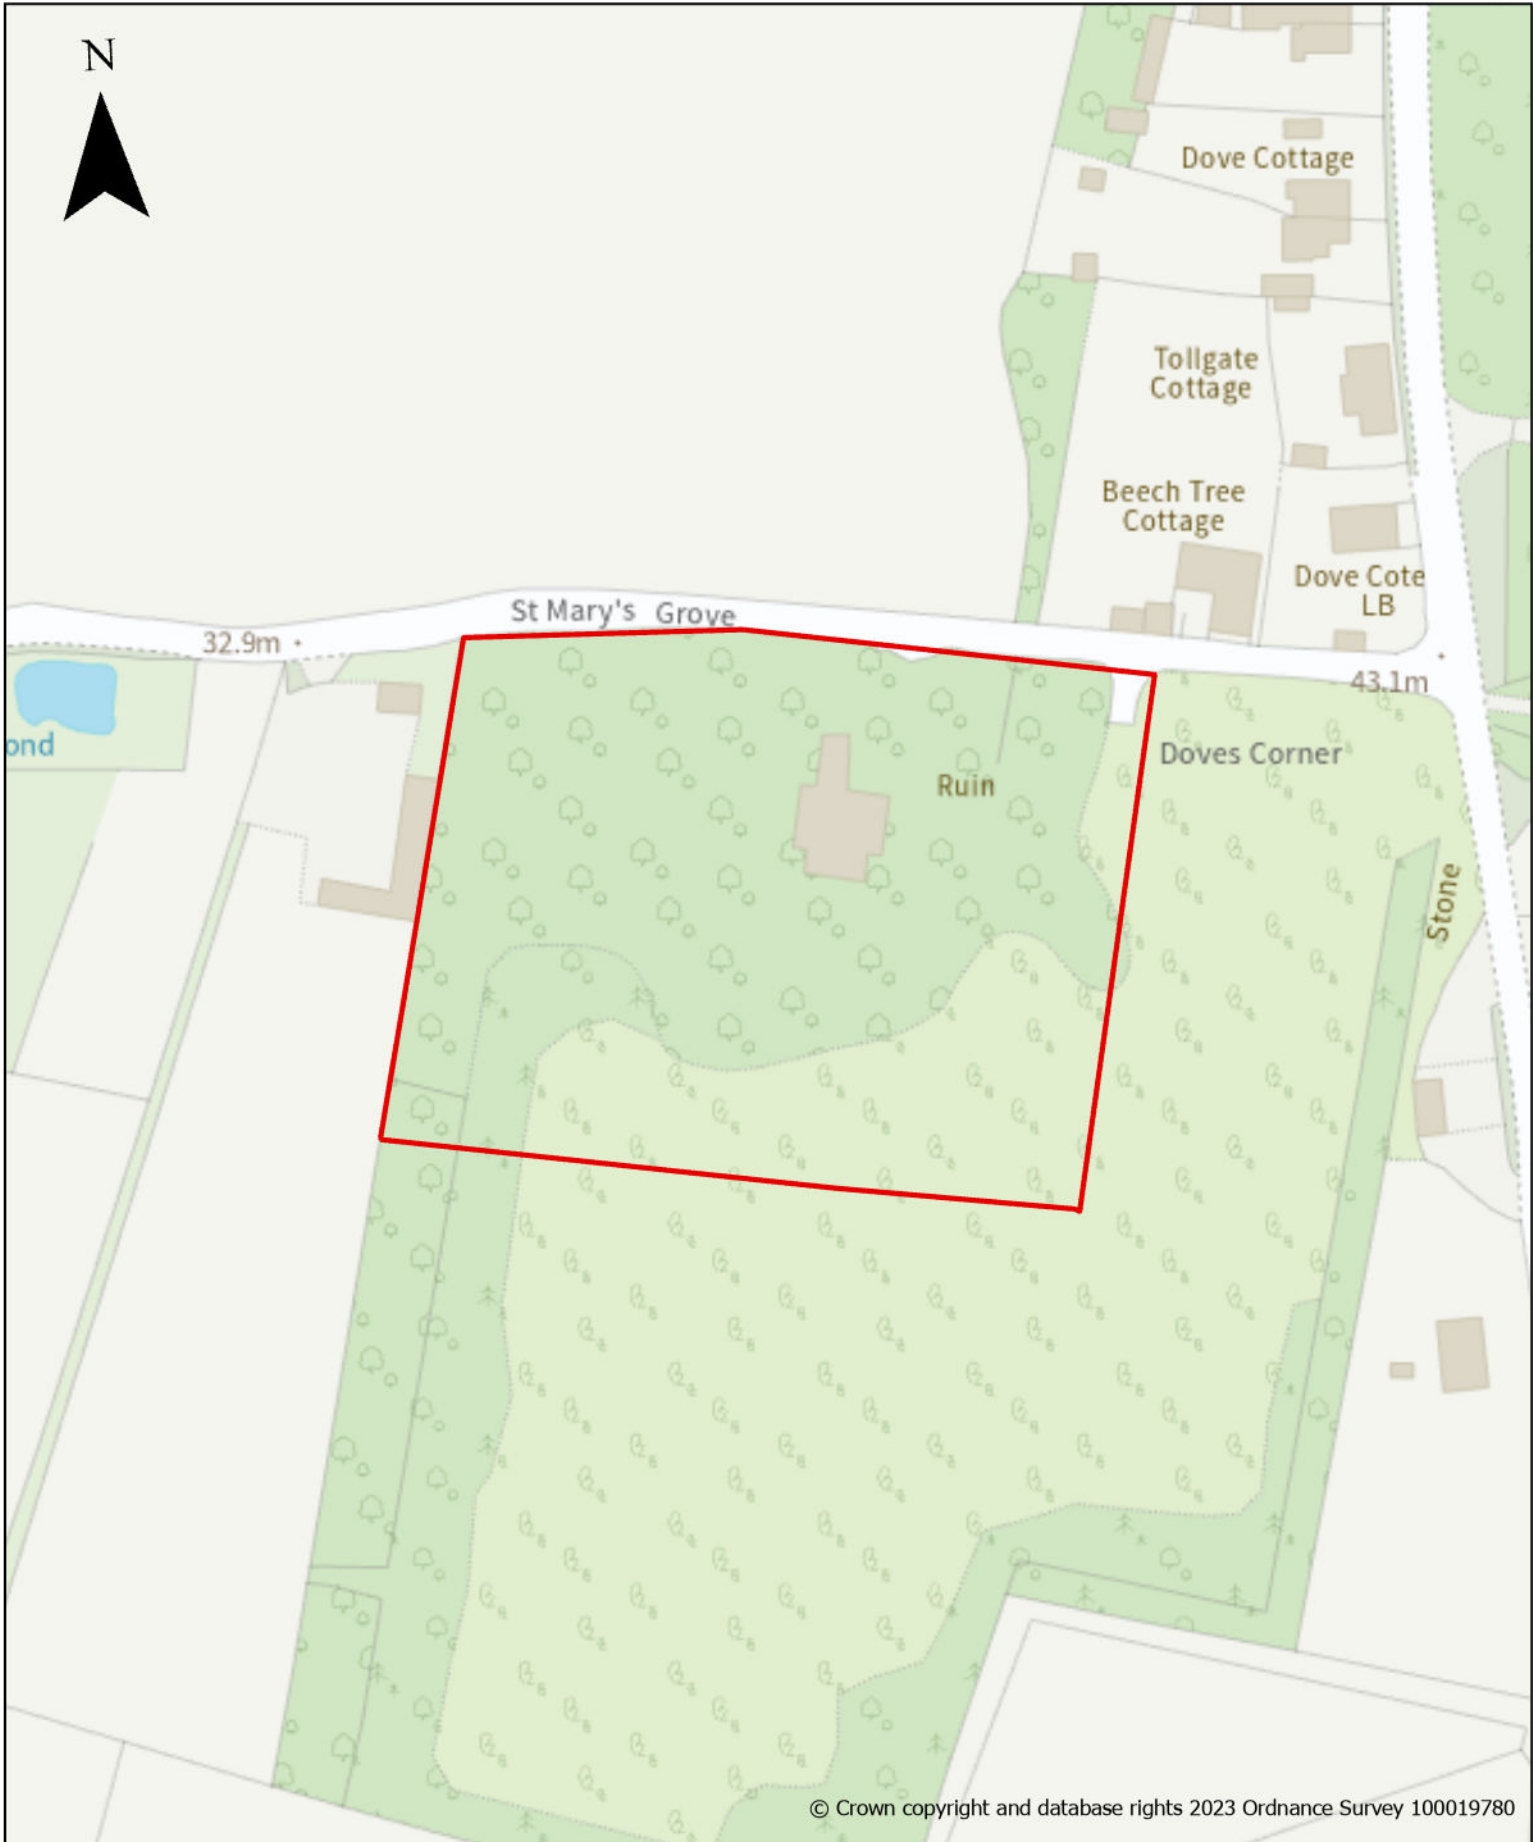 N
Dove Cottage
Tollgate
Cottage
Beech Tree
Cottage
Dove Cote
LB
St Mary's Grove
32.9m
43.1m
ond
Doves Corner
Ruin
Stone
© Crown copyright and database rights 2023 Ordnance Survey 100019780